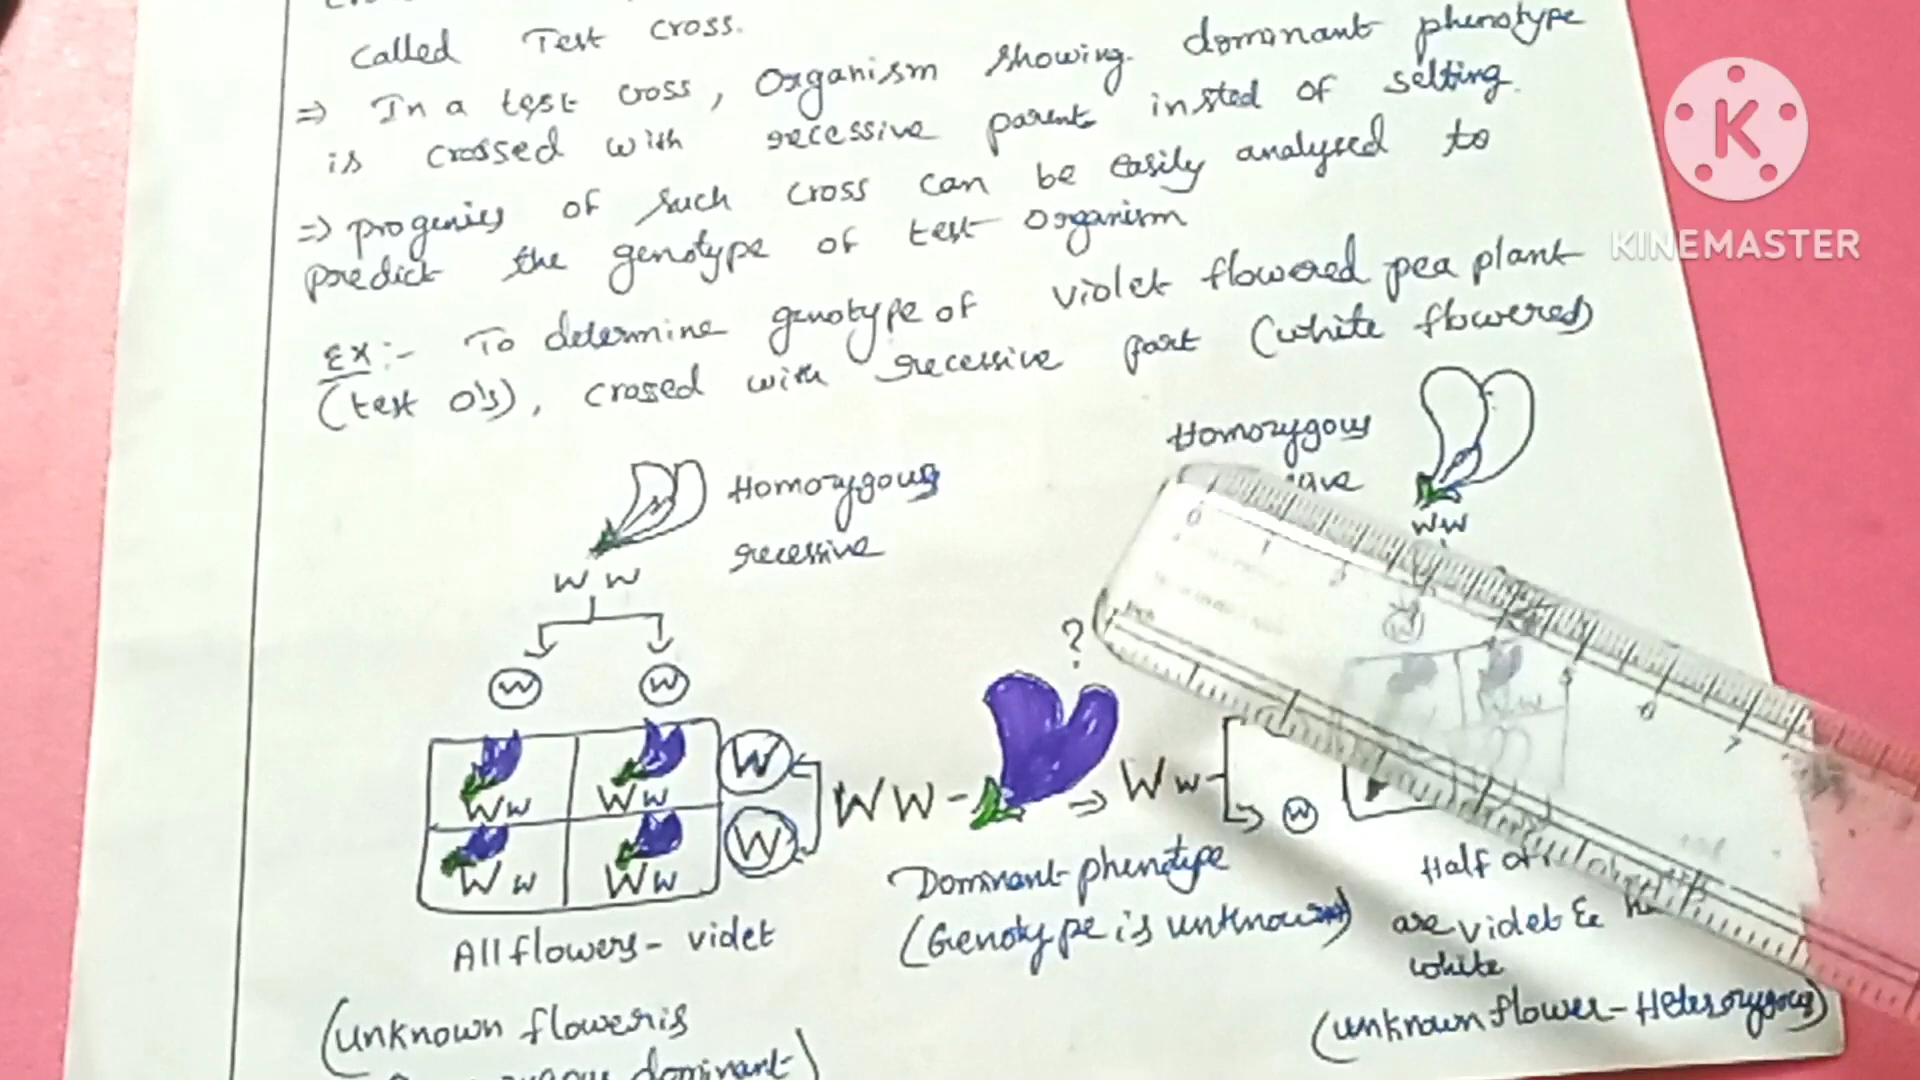 called Test cross.
⇒ In a test cross, Organism showing dominant phenotype
is crossed with recessive parent insted of selting.
⇒ progenies of such cross can be easily analysed to
predict the genotype of test organism
Ex:- To determine genotype of violet flowered pea plant
(test o's), crossed with recessive part (white flowered)
Homozygous
recessive
w w
w w
Ww Ww
Ww Ww
W
W
WW
All flowers - violet
(unknown flower is
dominant)
?
Ww
w
Dominant phenotype
(Genotype is unknown)
Homozygous
ww
w
Half of
are violet &
white
(unknown flower - Heterozygous)
K
KINEMASTER